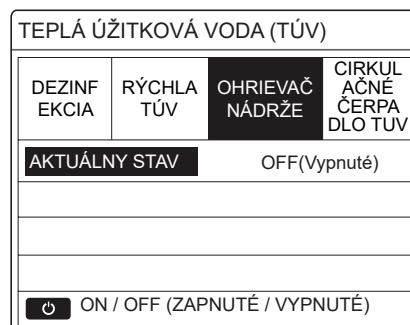 TEPLÁ ÚŽITKOVÁ VODA (TÚV)
DEZINF
EKCIA
RÝCHLA
TÚV
OHRIEVAČ
NÁDRŽE
CIRKUL
AČNÉ
ČERPA
DLO TUV
AKTUÁLNY STAV OFF(Vypnuté)
ON / OFF (ZAPNUTÉ / VYPNUTÉ)